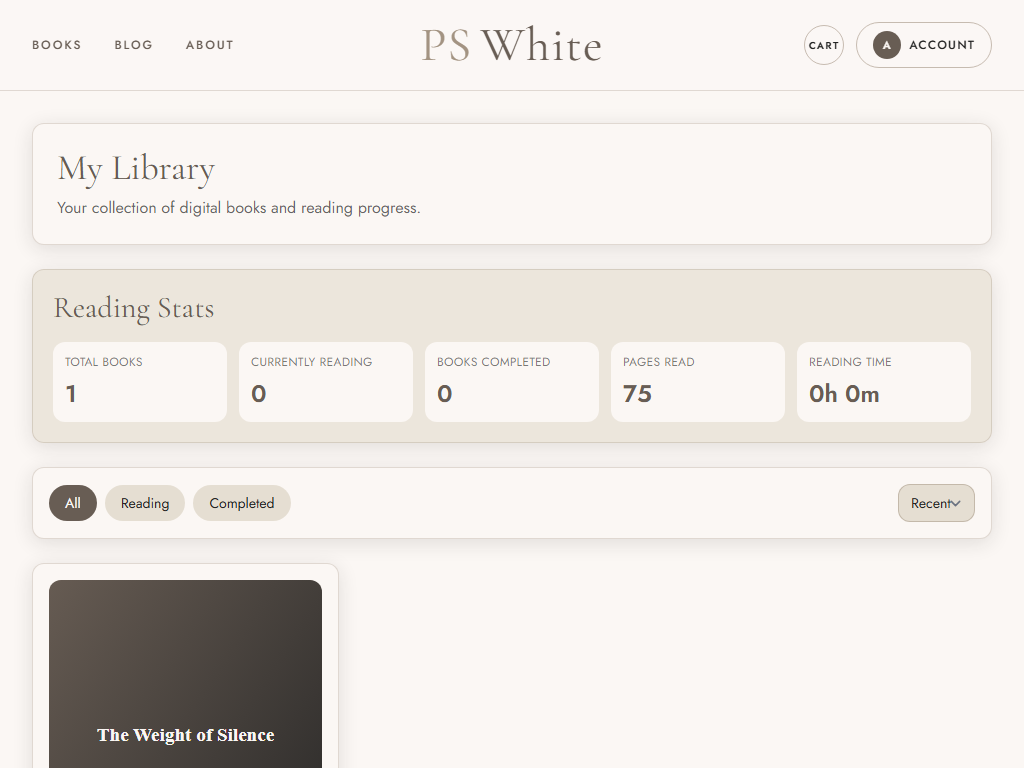 BOOKS
BLOG
ABOUT
PS White
CART
A
ACCOUNT
My Library
Your collection of digital books and reading progress.
Reading Stats
TOTAL BOOKS
1
CURRENTLY READING
0
BOOKS COMPLETED
0
PAGES READ
75
READING TIME
0h 0m
All
Reading
Completed
Recent
The Weight of Silence